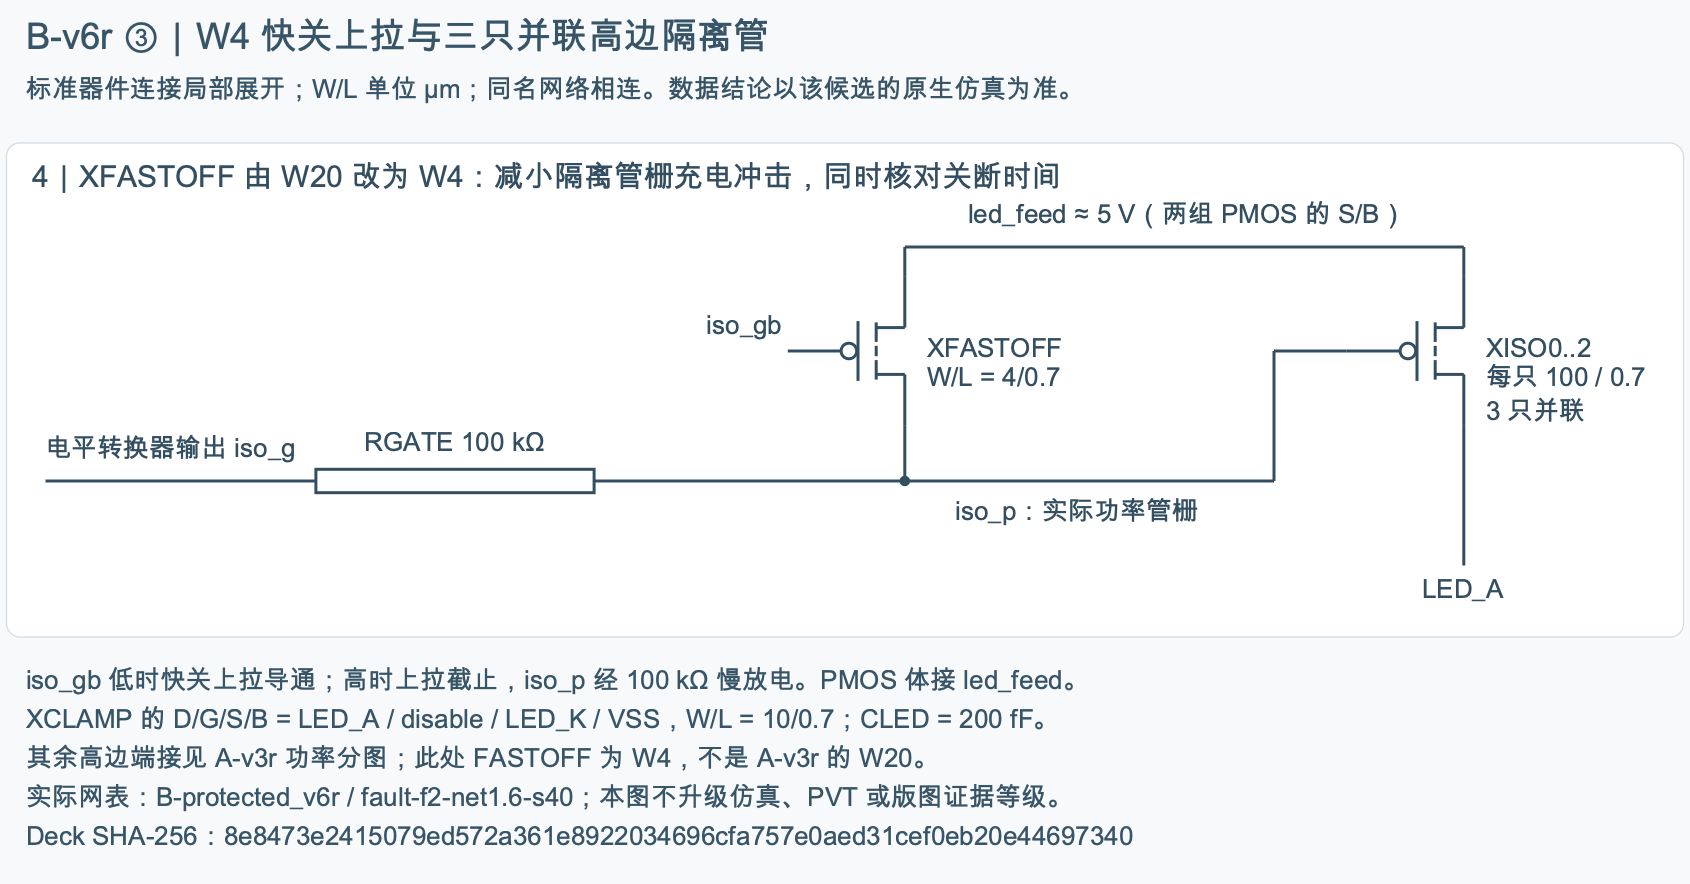 B-v6r ③ | W4 快关上拉与三只并联高边隔离管
标准器件连接局部展开；W/L 单位 μm；同名网络相连。数据结论以该候选的原生仿真为准。
4 | XFASTOFF 由 W20 改为 W4：减小隔离管栅充电冲击，同时核对关断时间
led_feed ≈ 5 V（两组 PMOS 的 S/B）
iso_gb
XFASTOFF
W/L = 4/0.7
XISO0..2
每只 100 / 0.7
3 只并联
电平转换器输出 iso_g
RGATE 100 kΩ
iso_p：实际功率管栅
LED_A
iso_gb 低时快关上拉导通；高时上拉截止，iso_p 经 100 kΩ 慢放电。PMOS 体接 led_feed。
XCLAMP 的 D/G/S/B = LED_A / disable / LED_K / VSS，W/L = 10/0.7；CLED = 200 fF。
其余高边端接见 A-v3r 功率分图；此处 FASTOFF 为 W4，不是 A-v3r 的 W20。
实际网表：B-protected_v6r / fault-f2-net1.6-s40；本图不升级仿真、PVT 或版图证据等级。
Deck SHA-256：8e8473e2415079ed572a361e8922034696cfa757e0aed31cef0eb20e44697340